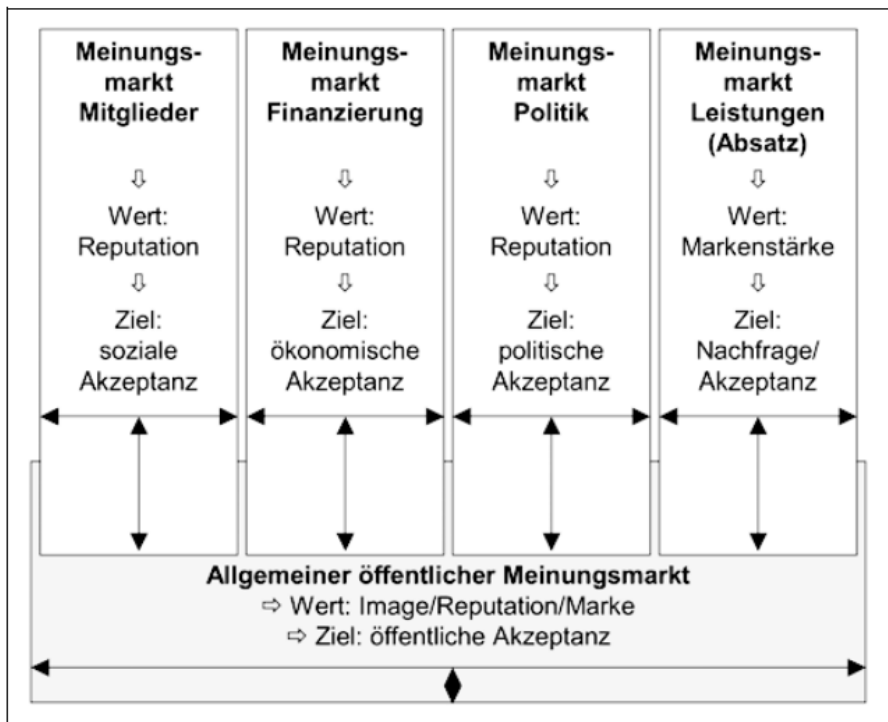 Meinungs-
markt
Mitglieder
⇩
Wert:
Reputation
⇩
Ziel:
soziale
Akzeptanz
Meinungs-
markt
Finanzierung
⇩
Wert:
Reputation
⇩
Ziel:
ökonomische
Akzeptanz
Meinungs-
markt
Politik
⇩
Wert:
Reputation
⇩
Ziel:
politische
Akzeptanz
Meinungs-
markt
Leistungen
(Absatz)
⇩
Wert:
Markenstärke
⇩
Ziel:
Nachfrage/
Akzeptanz
Allgemeiner öffentlicher Meinungsmarkt
⇨ Wert: Image/Reputation/Marke
⇨ Ziel: öffentliche Akzeptanz